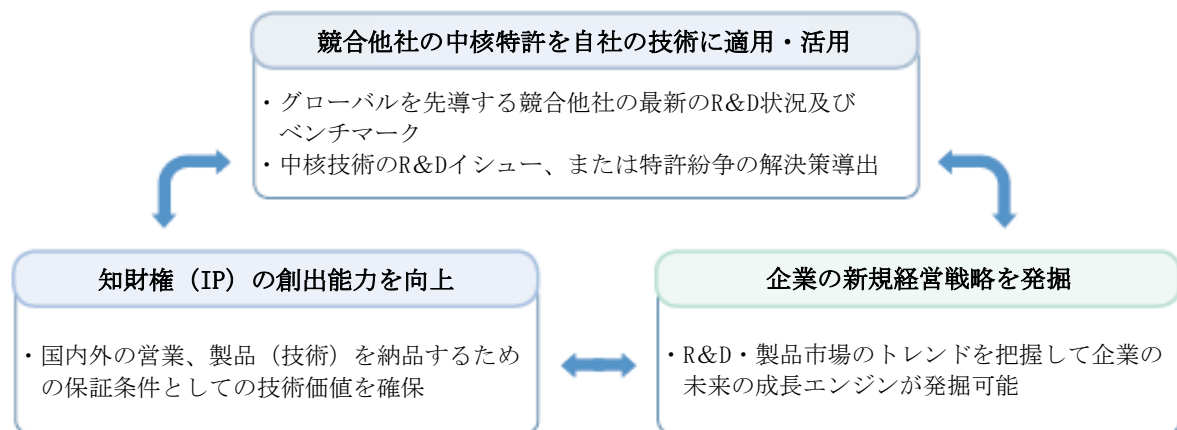 競合他社の中核特許を自社の技術に適用・活用
・グローバルを先導する競合他社の最新のR&D状況及び
ベンチマーク
・中核技術のR&Dイシュー、または特許紛争の解決策導出
知財権（IP）の創出能力を向上
・国内外の営業、製品（技術）を納品するため
の保証条件としての技術価値を確保
企業の新規経営戦略を発掘
・R&D・製品市場のトレンドを把握して企業の
未来の成長エンジンが発掘可能